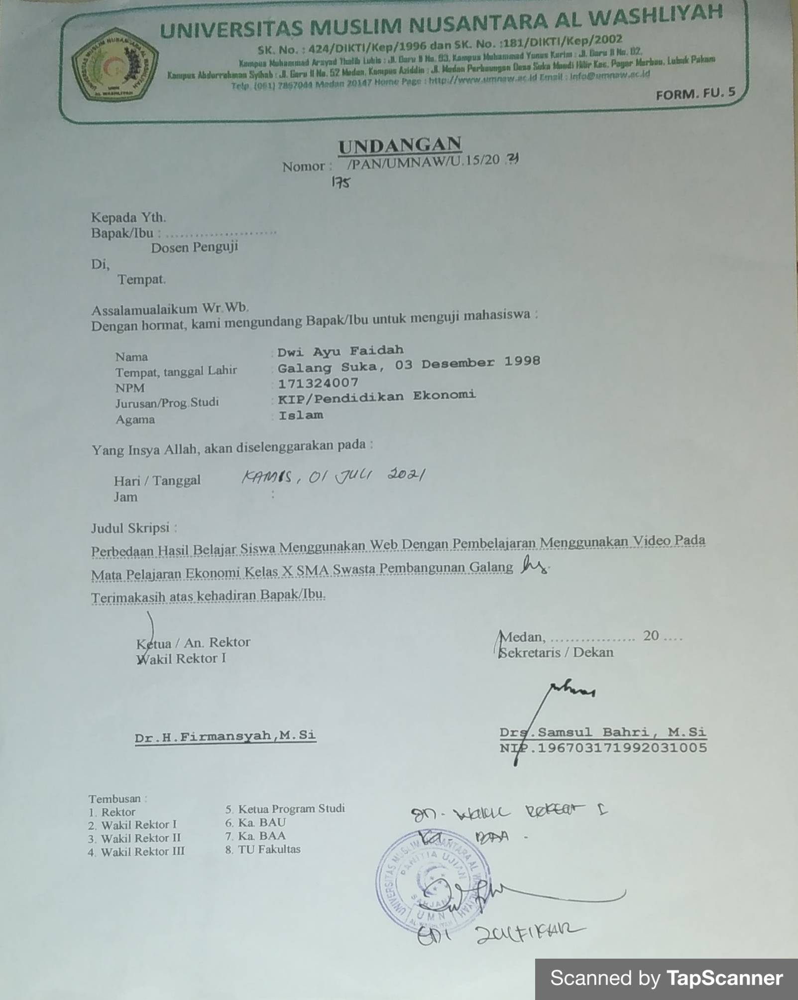 UNIVERSITAS MUSLIM NUSANTARA AL WASHLIYAH
SK. No. : 424/DIKTI/Kep/1996 dan SK. No. :181/DIKTI/Kep/2002
Kampus Muhammad Arsyad Thalib Lubis : Jl. Garu II No. 93, Kampus Muhammad Yunus Karim : Jl. Garu II No. 02,
Kampus Abdurrahman Syihab : Jl. Garu II No. 52 Medan, Kampus Aziddin : Jl. Medan Perbaungan Desa Suka Mandi Hilir Kec. Pagar Merbau, Lubuk Pakam
Telp. (061) 7867044 Medan 20147 Home Page : http://www.umnaw.ac.id Email : info@umnaw.ac.id
FORM. FU. 5
UNIVERSITAS MUSLIM NUSANTARA AL WASHLIYAH
UMN
AL WASHLIYAH
UNDANGAN
Nomor : /PAN/UMNAW/U.15/20 21
175
Kepada Yth.
Bapak/Ibu : .......................
Dosen Penguji
Di,
Tempat.
Assalamualaikum Wr.Wb.
Dengan hormat, kami mengundang Bapak/Ibu untuk menguji mahasiswa :
Nama : Dwi Ayu Faidah
Tempat, tanggal Lahir : Galang Suka, 03 Desember 1998
NPM : 171324007
Jurusan/Prog.Studi : KIP/Pendidikan Ekonomi
Agama : Islam
Yang Insya Allah, akan diselenggarakan pada :
Hari / Tanggal KAMIS, 01 JULI 2021
Jam :
Judul Skripsi :
Perbedaan Hasil Belajar Siswa Menggunakan Web Dengan Pembelajaran Menggunakan Video Pada
Mata Pelajaran Ekonomi Kelas X SMA Swasta Pembangunan Galang
Terimakasih atas kehadiran Bapak/Ibu.
Ketua / An. Rektor
Wakil Rektor I
Medan, ................. 20 ....
Sekretaris / Dekan
Dr.H.Firmansyah,M.Si
Drs.Samsul Bahri, M.Si
NIP.196703171992031005
Tembusan :
1. Rektor
2. Wakil Rektor I
3. Wakil Rektor II
4. Wakil Rektor III
5. Ketua Program Studi
6. Ka. BAU
7. Ka. BAA
8. TU Fakultas
an. Wakil Rektor I
Ka. BAA
UNIVERSITAS MUSLIM NUSANTARA AL WASHLIYAH
PANITIA UJIAN
SARJANA
UMN
AL-WASHLIYAH
EDI ZULFIKAR
Scanned by TapScanner